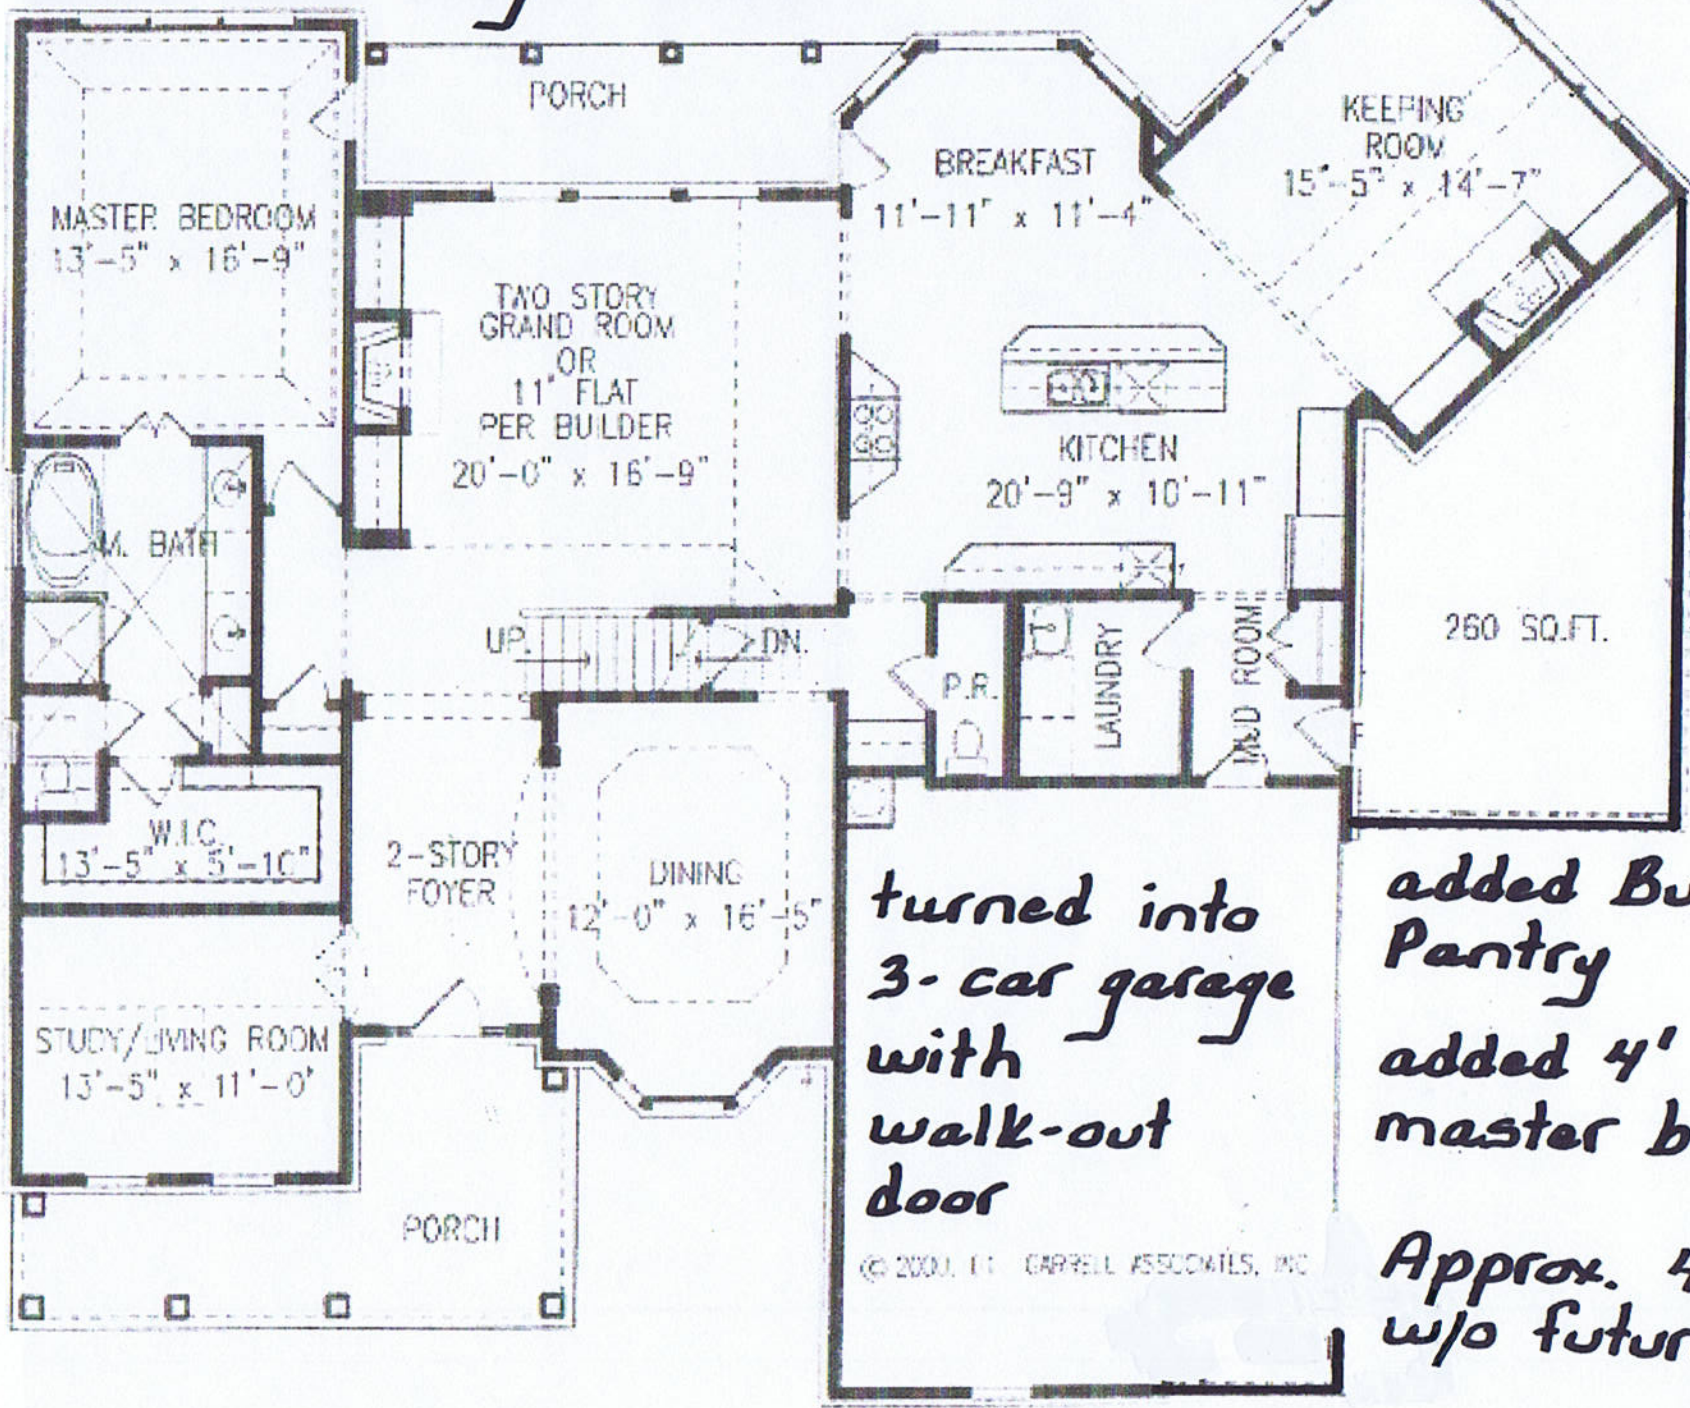 PORCH
KEEPING
ROOM
15'-5" x 14'-7"
BREAKFAST
11'-11" x 11'-4"
MASTER BEDROOM
13'-5" x 16'-9"
TWO STORY
GRAND ROOM
OR
11' FLAT
PER BUILDER
20'-0" x 16'-9"
KITCHEN
20'-9" x 10'-11"
M. BATH
UP.
DN.
P.R.
LAUNDRY
MUD ROOM
260 SQ.FT.
W.I.C.
13'-5" x 5'-10"
2-STORY
FOYER
DINING
12'-0" x 16'-5"
turned into
3-car garage
with
walk-out
door
added Bu
Pantry
added 4'
master b
STUDY/LIVING ROOM
13'-5" x 11'-0"
PORCH
© 2000, GARRELL ASSOCIATES, INC
Approx. 4
w/o futur